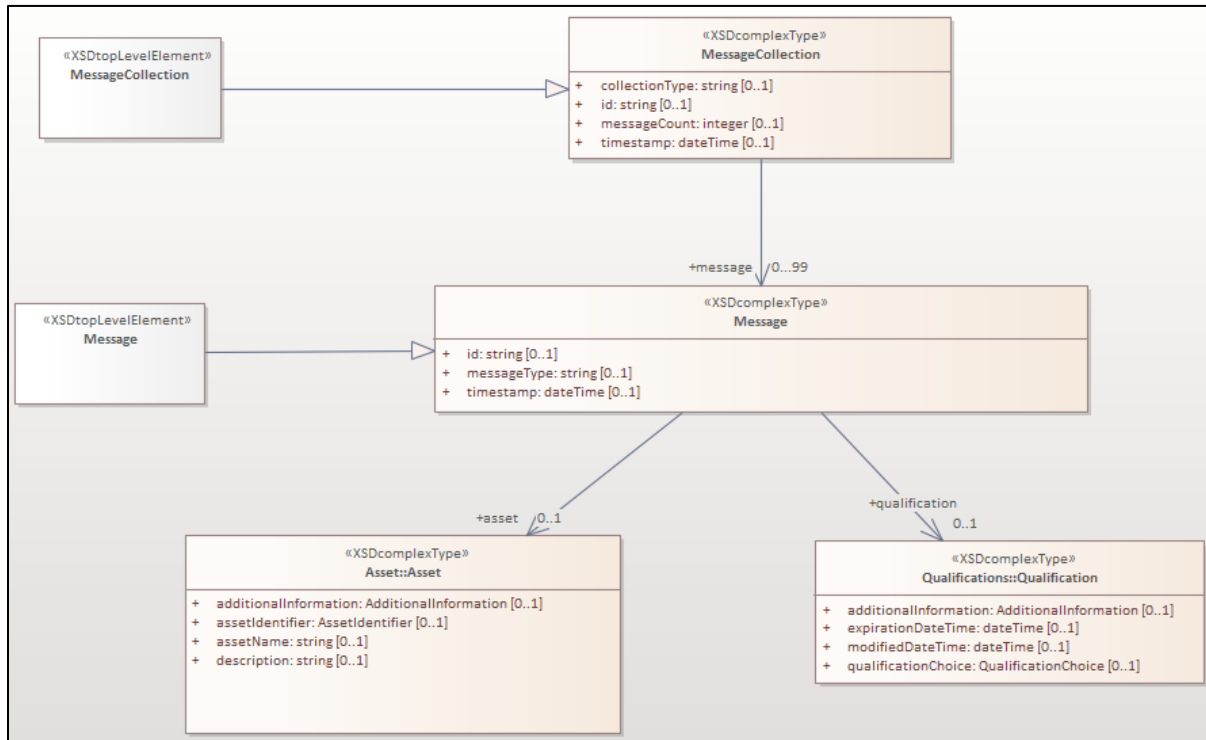 «XSDtopLevelElement»
MessageCollection
«XSDcomplexType»
MessageCollection
+ collectionType: string [0..1]
+ id: string [0..1]
+ messageCount: integer [0..1]
+ timestamp: dateTime [0..1]
+message 0...99
«XSDtopLevelElement»
Message
«XSDcomplexType»
Message
+ id: string [0..1]
+ messageType: string [0..1]
+ timestamp: dateTime [0..1]
+asset 0..1
+qualification
0..1
«XSDcomplexType»
Asset::Asset
+ additionalInformation: AdditionalInformation [0..1]
+ assetIdentifier: AssetIdentifier [0..1]
+ assetName: string [0..1]
+ description: string [0..1]
«XSDcomplexType»
Qualifications::Qualification
+ additionalInformation: AdditionalInformation [0..1]
+ expirationDateTime: dateTime [0..1]
+ modifiedDateTime: dateTime [0..1]
+ qualificationChoice: QualificationChoice [0..1]